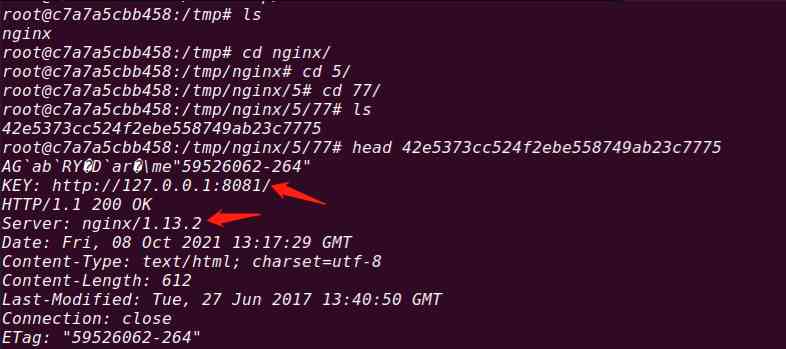 root@c7a7a5cbb458:/tmp# ls
nginx
root@c7a7a5cbb458:/tmp# cd nginx/
root@c7a7a5cbb458:/tmp/nginx# cd 5/
root@c7a7a5cbb458:/tmp/nginx/5# cd 77/
root@c7a7a5cbb458:/tmp/nginx/5/77# ls
42e5373cc524f2ebe558749ab23c7775
root@c7a7a5cbb458:/tmp/nginx/5/77# head 42e5373cc524f2ebe558749ab23c7775
AG`ab`RY�D`ar�\me"59526062-264"
KEY: http://127.0.0.1:8081/
HTTP/1.1 200 OK
Server: nginx/1.13.2
Date: Fri, 08 Oct 2021 13:17:29 GMT
Content-Type: text/html; charset=utf-8
Content-Length: 612
Last-Modified: Tue, 27 Jun 2017 13:40:50 GMT
Connection: close
ETag: "59526062-264"